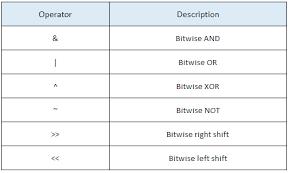 Operator Description
& Bitwise AND
| Bitwise OR
^ Bitwise XOR
~ Bitwise NOT
>> Bitwise right shift
<< Bitwise left shift